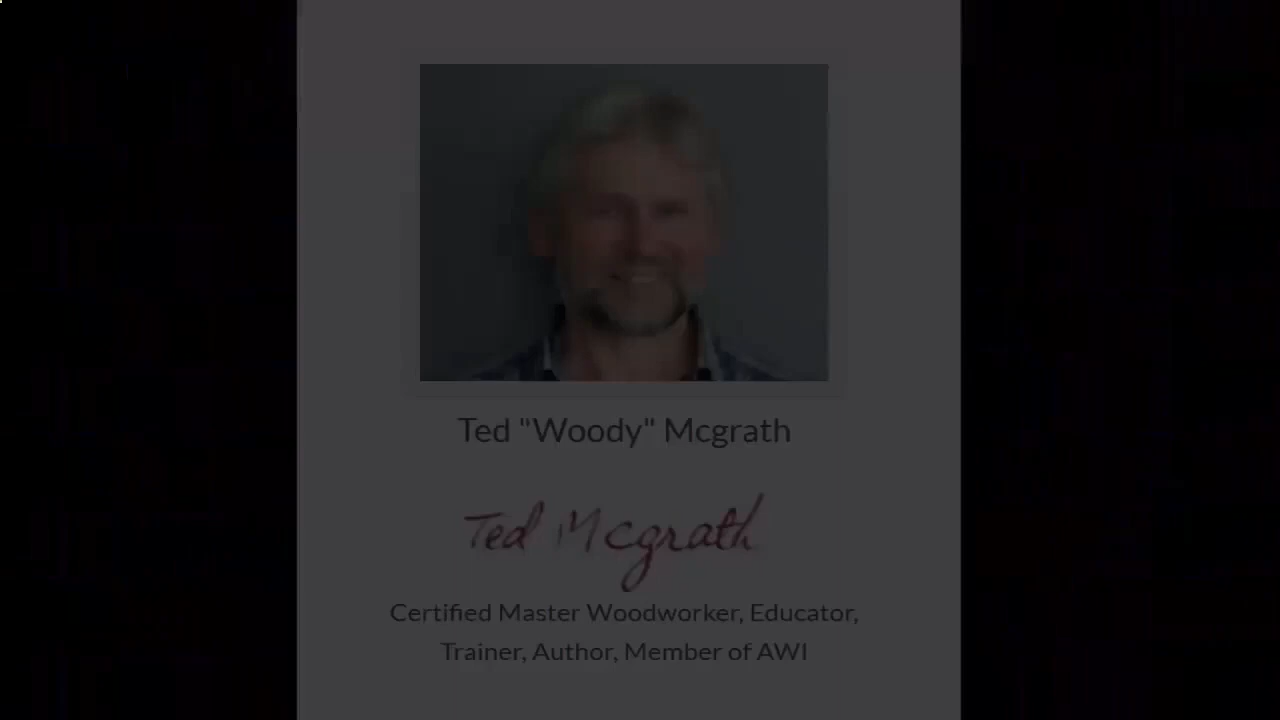 Ted "Woody" Mcgrath
Ted Mcgrath
Certified Master Woodworker, Educator,
Trainer, Author, Member of AWI